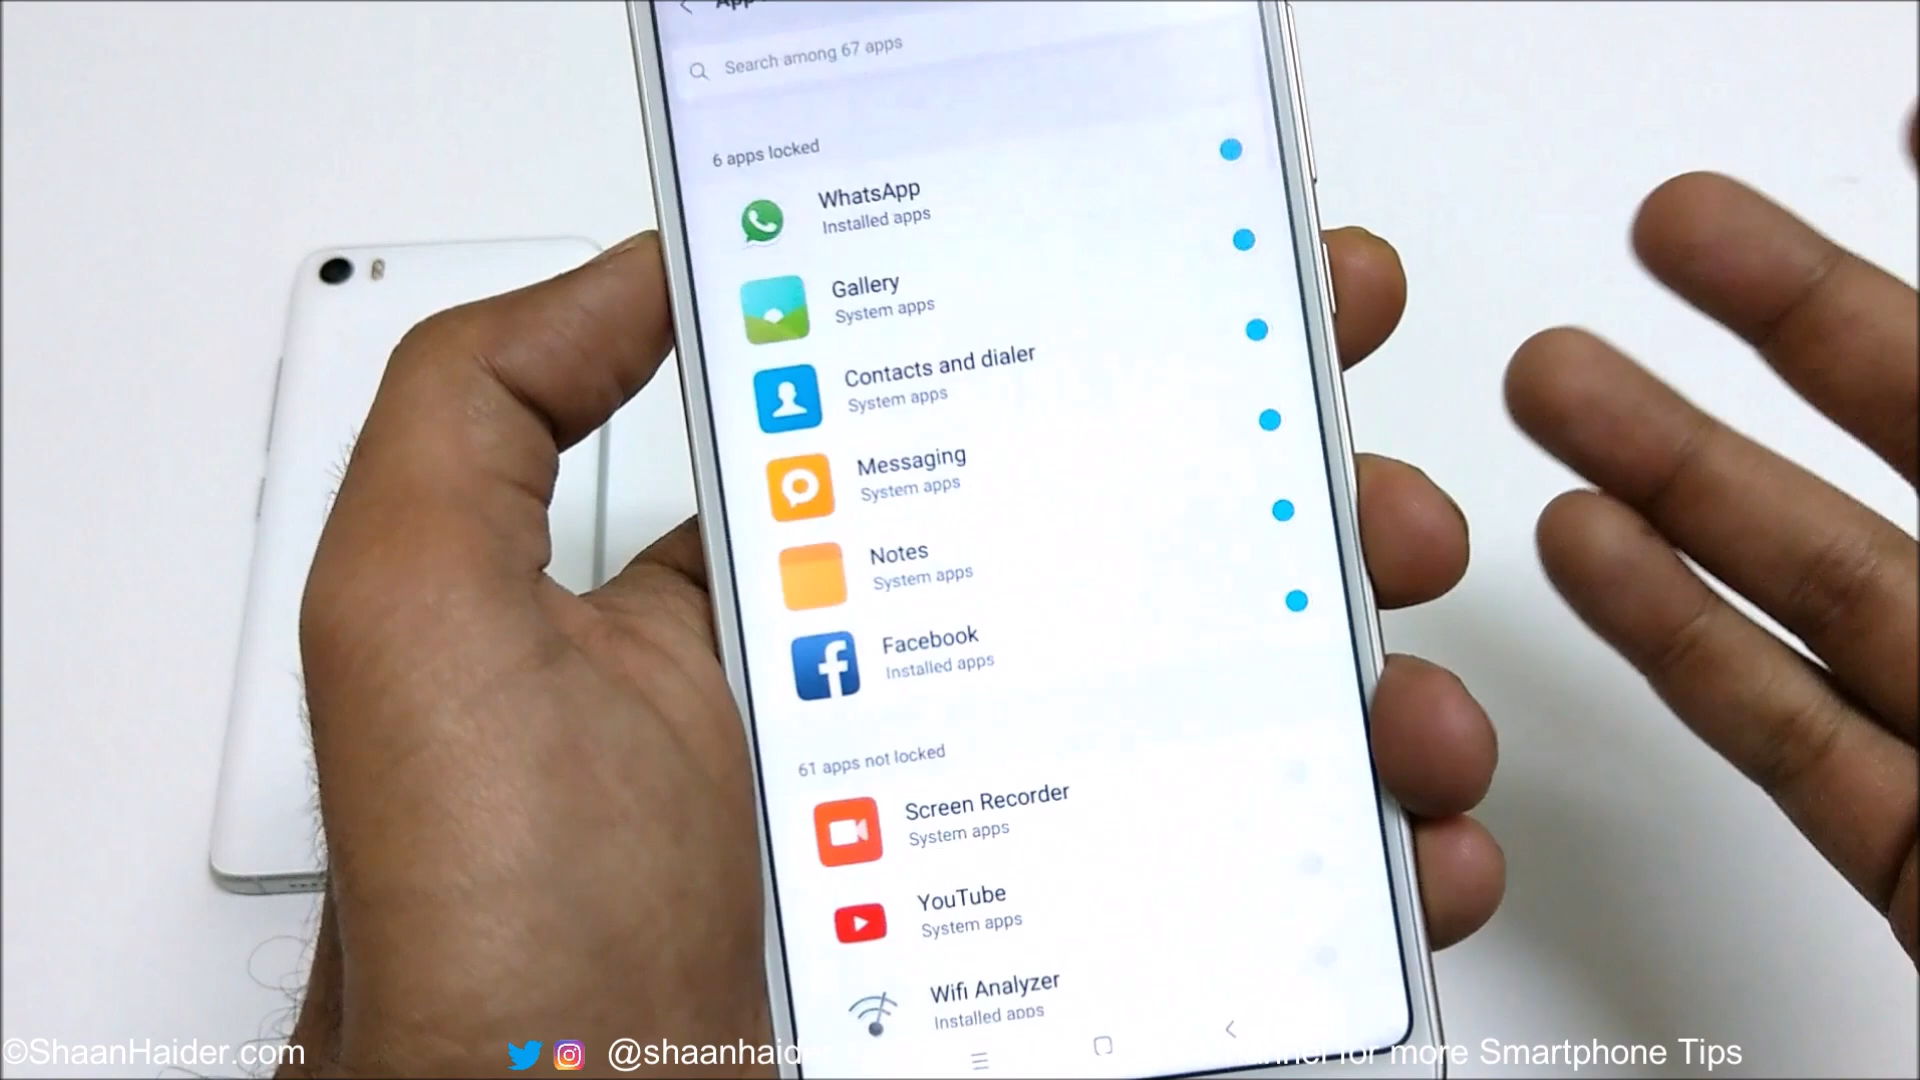 Search among 67 apps
6 apps locked
WhatsApp
Installed apps
Gallery
System apps
Contacts and dialer
System apps
Messaging
System apps
Notes
System apps
Facebook
Installed apps
61 apps not locked
Screen Recorder
System apps
YouTube
System apps
Wifi Analyzer
Installed apps
©ShaanHaider.com
@shaanhaide
for more Smartphone Tips